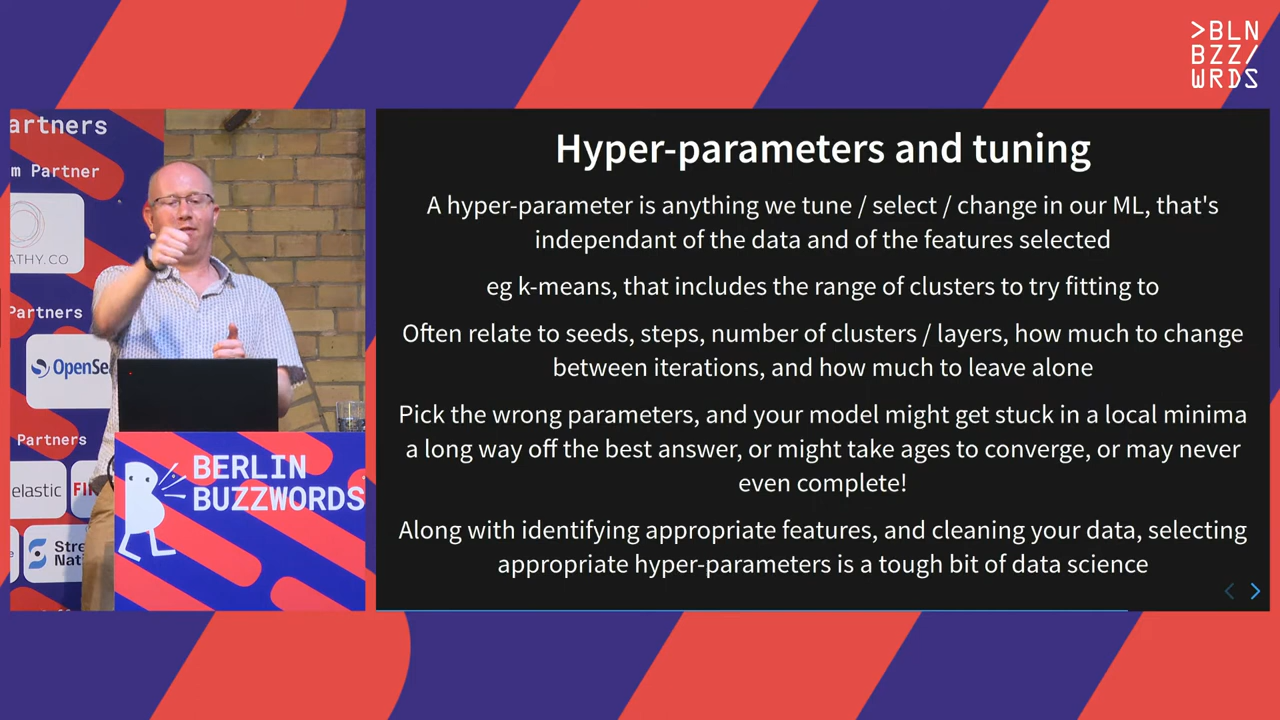 >BLN
BZZ/
WRDS
artners
m Partner
ATHY.CO
Partners
OpenSea
Partners
elastic
FI
Stre
Nati
BERLIN
BUZZWORDS
Hyper-parameters and tuning
A hyper-parameter is anything we tune / select / change in our ML, that's
independant of the data and of the features selected
eg k-means, that includes the range of clusters to try fitting to
Often relate to seeds, steps, number of clusters / layers, how much to change
between iterations, and how much to leave alone
Pick the wrong parameters, and your model might get stuck in a local minima
a long way off the best answer, or might take ages to converge, or may never
even complete!
Along with identifying appropriate features, and cleaning your data, selecting
appropriate hyper-parameters is a tough bit of data science